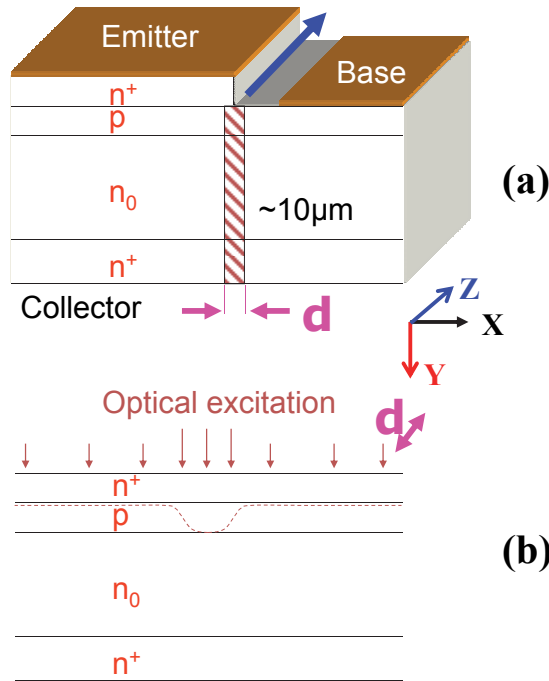 Emitter
Base
n⁺
p
(a)
n₀
~10μm
n⁺
Collector
d
Z
X
Y
Optical excitation
d
n⁺
p
(b)
n₀
n⁺